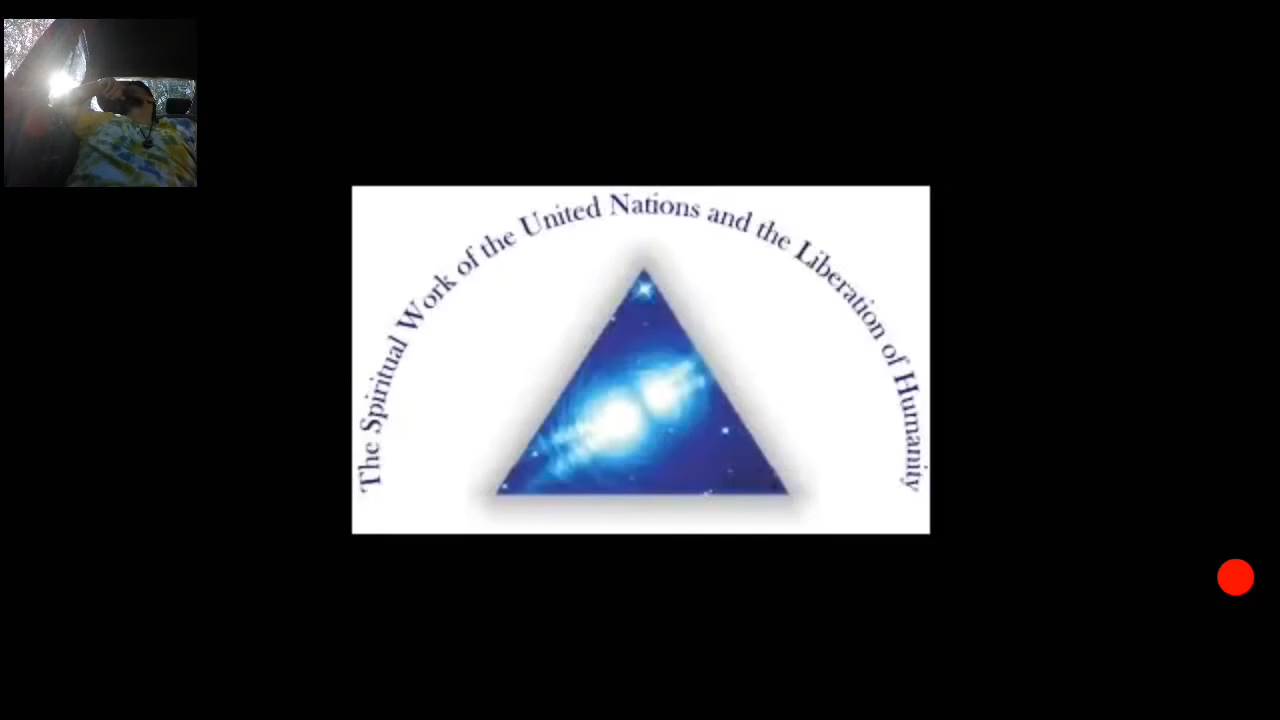 The Spiritual Work of the United Nations and the Liberation of Humanity